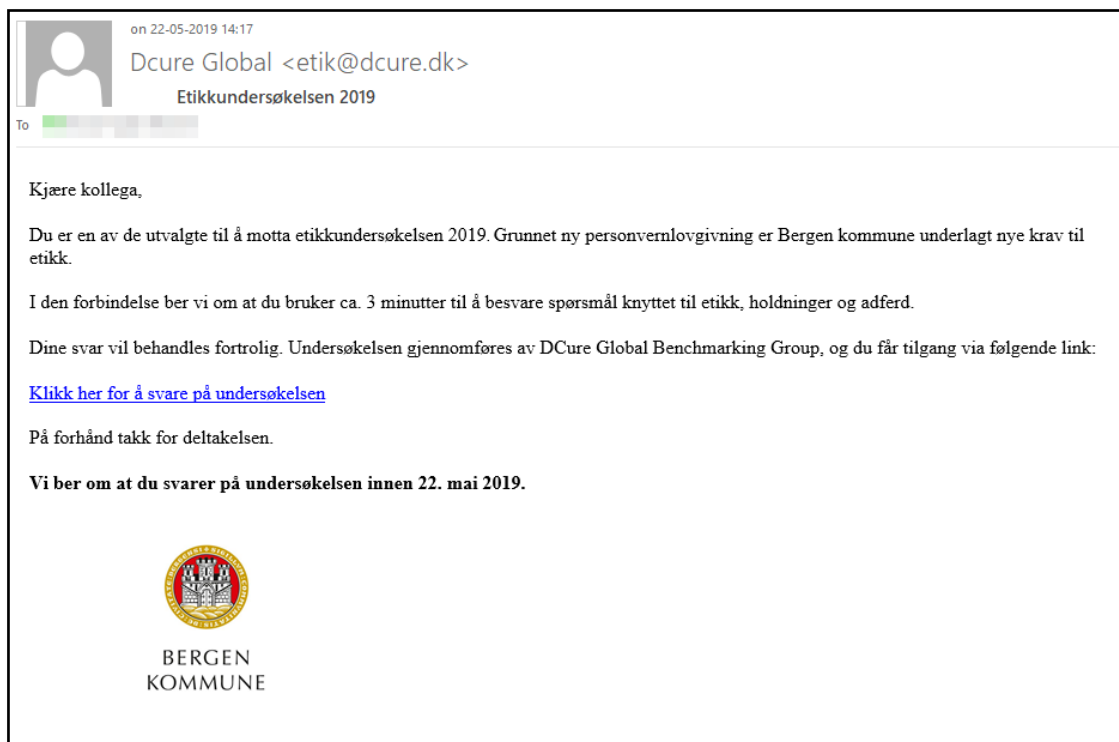 on 22-05-2019 14:17
Dcure Global <etik@dcure.dk>
Etikkundersøkelsen 2019
To
Kjære kollega,
Du er en av de utvalgte til å motta etikkundersøkelsen 2019. Grunnet ny personvernlovgivning er Bergen kommune underlagt nye krav til
etikk.
I den forbindelse ber vi om at du bruker ca. 3 minutter til å besvare spørsmål knyttet til etikk, holdninger og adferd.
Dine svar vil behandles fortrolig. Undersøkelsen gjennomføres av DCure Global Benchmarking Group, og du får tilgang via følgende link:
Klikk her for å svare på undersøkelsen
På forhånd takk for deltakelsen.
Vi ber om at du svarer på undersøkelsen innen 22. mai 2019.
BERGEN
KOMMUNE